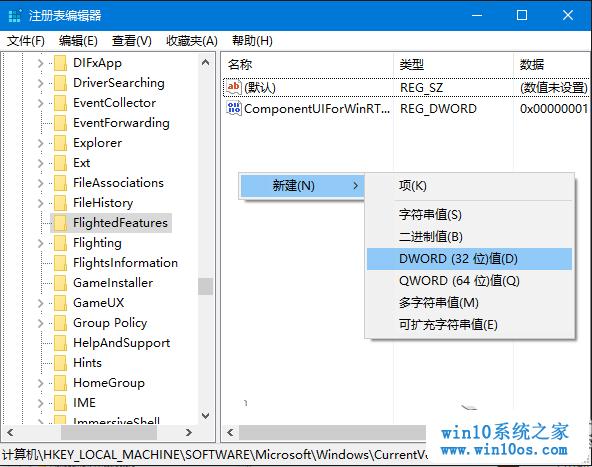 注册表编辑器
文件(F) 编辑(E) 查看(V) 收藏夹(A) 帮助(H)
DIFxApp
DriverSearching
EventCollector
EventForwarding
Explorer
Ext
FileAssociations
FileHistory
FlightedFeatures
Flighting
FlightsInformation
GameInstaller
GameUX
Group Policy
HelpAndSupport
Hints
HomeGroup
IME
ImmersiveShell
名称 类型 数据
(默认) REG_SZ (数值未设置)
ComponentUIForWinRT... REG_DWORD 0x00000001
新建(N)
项(K)
字符串值(S)
二进制值(B)
DWORD (32 位)值(D)
QWORD (64 位)值(Q)
多字符串值(M)
可扩充字符串值(E)
计算机\HKEY_LOCAL_MACHINE\SOFTWARE\Microsoft\Windows\CurrentV
win10系统之家
www.win10os.com